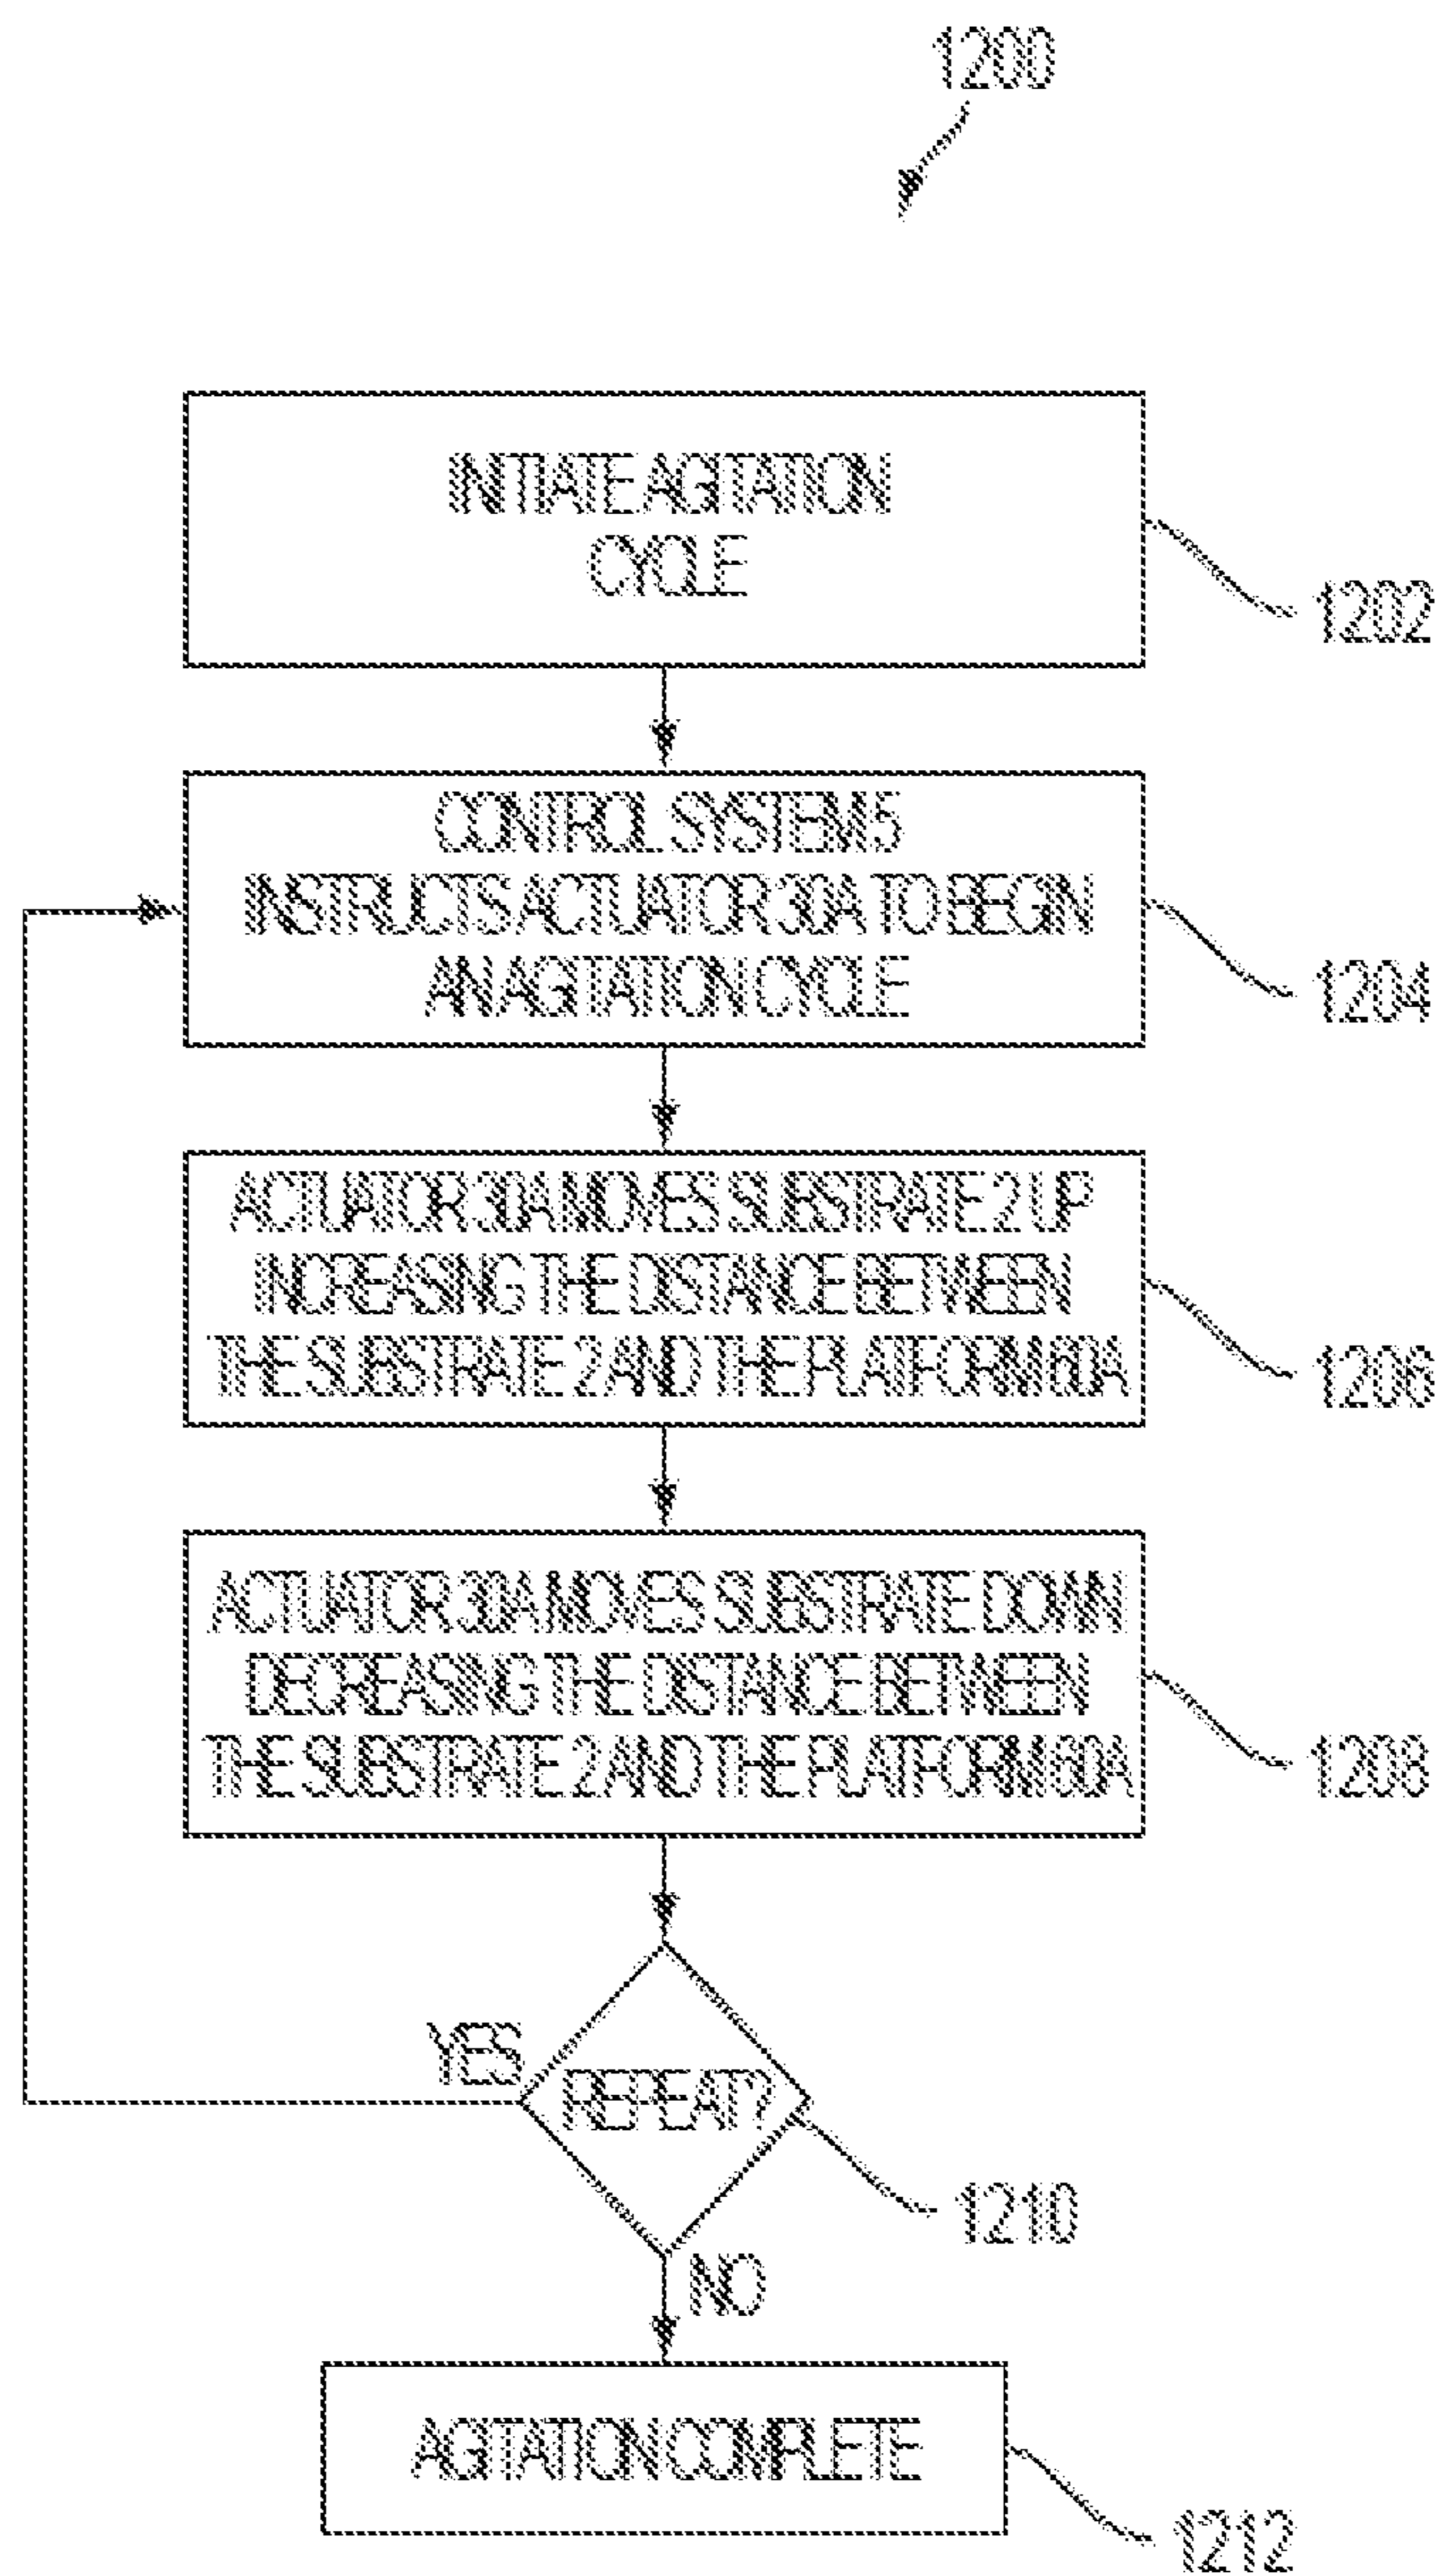 1200
INITIATE AGITATION
CYCLE
1202
CONTROL SYSTEM 5
INSTRUCTS ACTUATOR 30A TO BEGIN
AN AGITATION CYCLE
1204
ACTUATOR 30A MOVES SUBSTRATE 2 UP
INCREASING THE DISTANCE BETWEEN
THE SUBSTRATE 2 AND THE PLATFORM 60A
1206
ACTUATOR 30A MOVES SUBSTRATE DOWN
DECREASING THE DISTANCE BETWEEN
THE SUBSTRATE 2 AND THE PLATFORM 60A
1208
YES
REPEAT?
1210
NO
AGITATION COMPLETE
1212